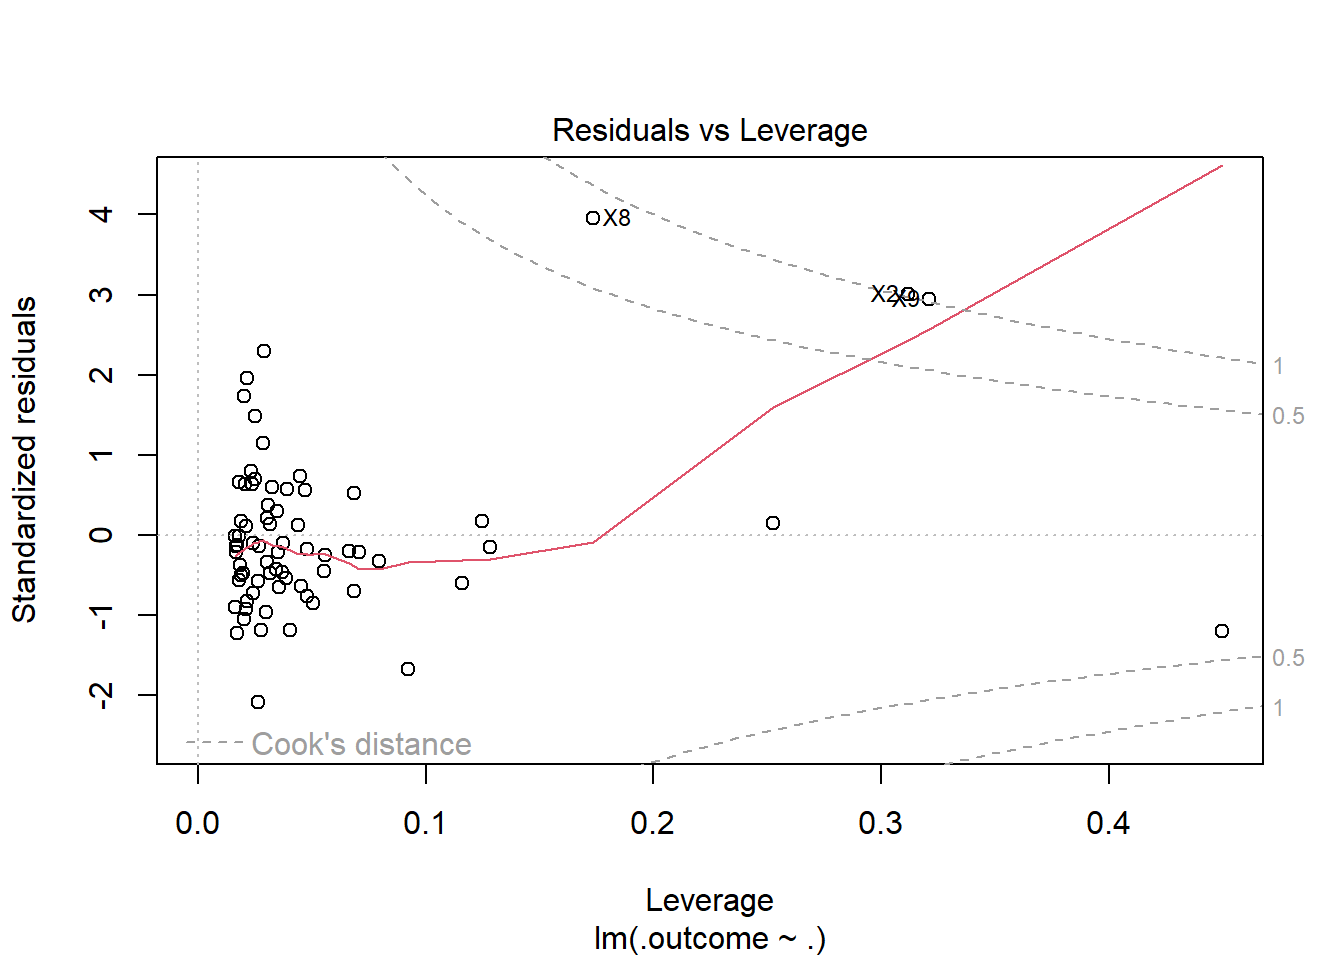 Residuals vs Leverage
Standardized residuals
4
3
2
1
0
-1
-2
X8
X2
X9
1
0.5
0.5
1
Cook's distance
0.0 0.1 0.2 0.3 0.4
Leverage
lm(.outcome ~ .)